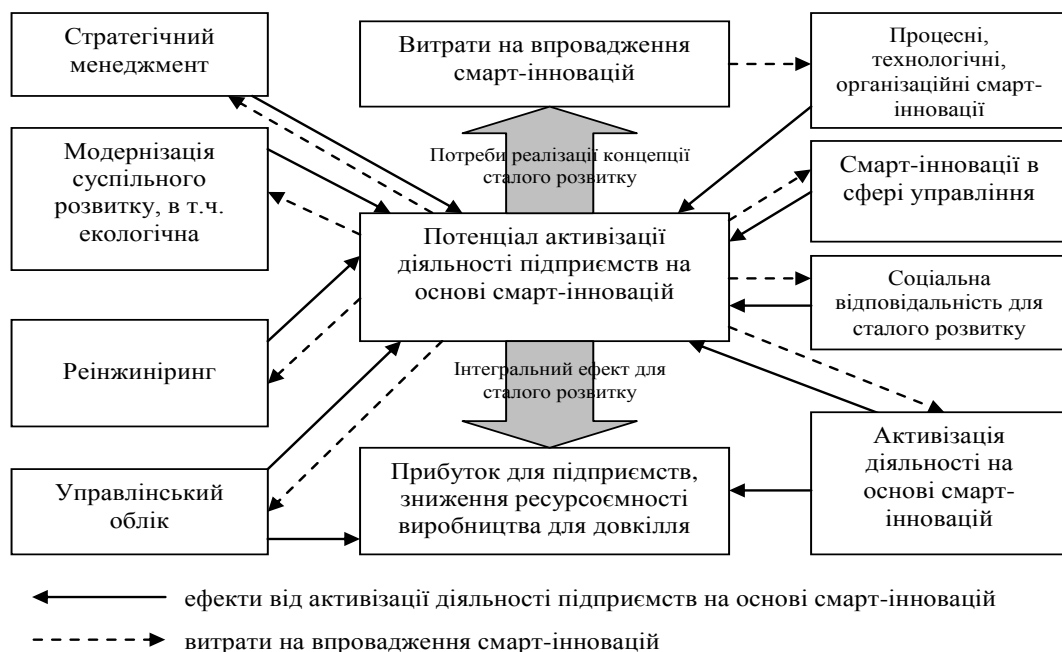 Стратегічний
менеджмент
Витрати на впровадження
смарт-інновацій
Процесні,
технологічні,
організаційні смарт-
інновації
Модернізація
суспільного
розвитку, в т.ч.
екологічна
Потреби реалізації концепції
сталого розвитку
Смарт-інновації в
сфері управління
Потенціал активізації
діяльності підприємств на
основі смарт-інновацій
Соціальна
відповідальність для
сталого розвитку
Реінжиніринг
Інтегральний ефект для
сталого розвитку
Активізація
діяльності на
основі смарт-
інновацій
Управлінський
облік
Прибуток для підприємств,
зниження ресурсоємності
виробництва для довкілля
ефекти від активізації діяльності підприємств на основі смарт-інновацій
витрати на впровадження смарт-інновацій